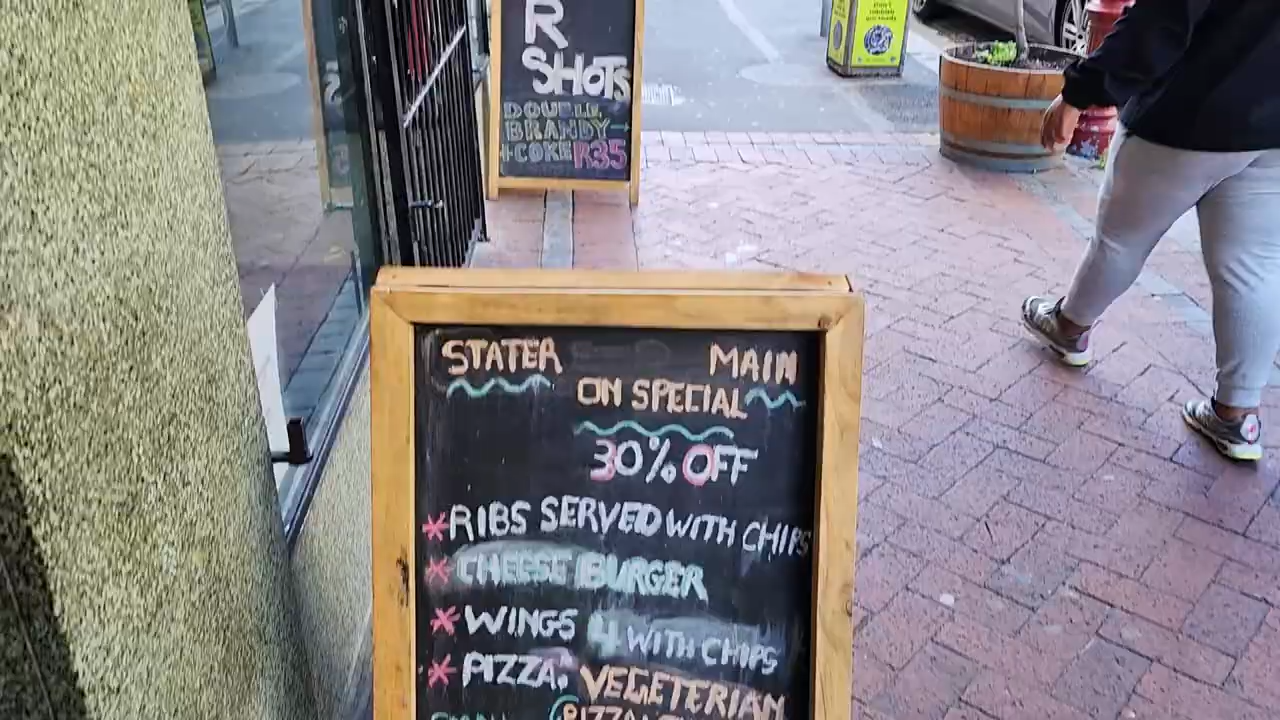 R
SHOTS
DOUBLE
BRANDY→
+COKE R35
STATER MAIN
ON SPECIAL
30% OFF
*RIBS SERVED WITH CHIPS
*CHEESE BURGER
*WINGS 4 WITH CHIPS
*PIZZA: VEGETERIAN